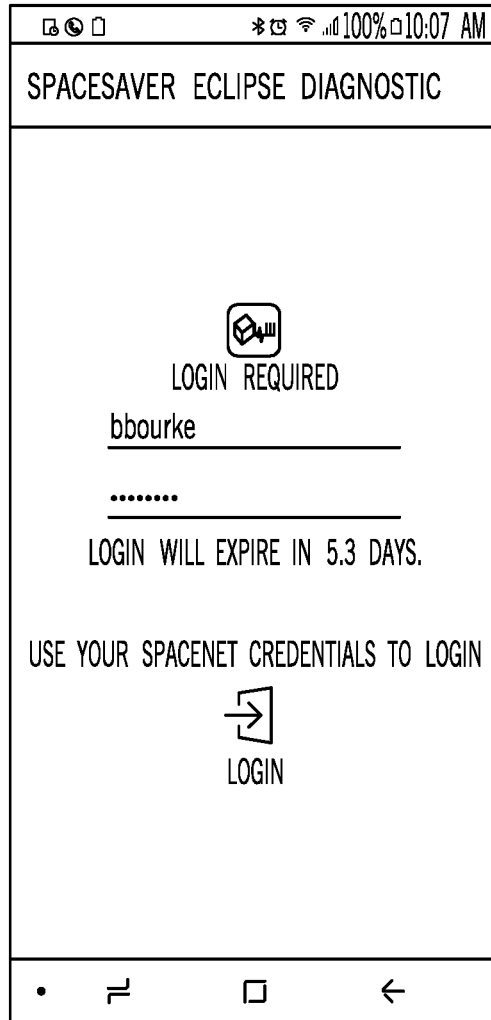 100% 10:07 AM
SPACESAVER ECLIPSE DIAGNOSTIC
LOGIN REQUIRED
bbourke
••••••••
LOGIN WILL EXPIRE IN 5.3 DAYS.
USE YOUR SPACENET CREDENTIALS TO LOGIN
LOGIN